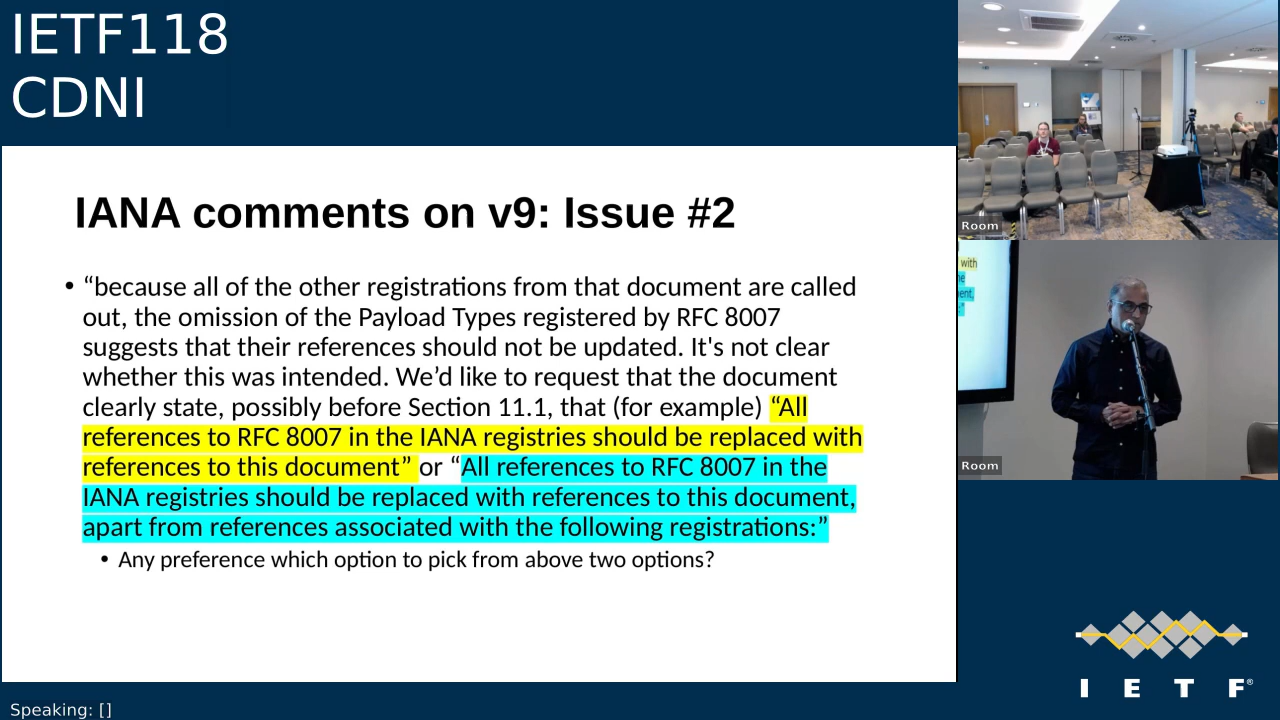 IETF118
CDNI
IANA comments on v9: Issue #2
• “because all of the other registrations from that document are called
out, the omission of the Payload Types registered by RFC 8007
suggests that their references should not be updated. It's not clear
whether this was intended. We’d like to request that the document
clearly state, possibly before Section 11.1, that (for example) “All
references to RFC 8007 in the IANA registries should be replaced with
references to this document” or “All references to RFC 8007 in the
IANA registries should be replaced with references to this document,
apart from references associated with the following registrations:”
• Any preference which option to pick from above two options?
Room
with
Room
I E T F®
Speaking: []